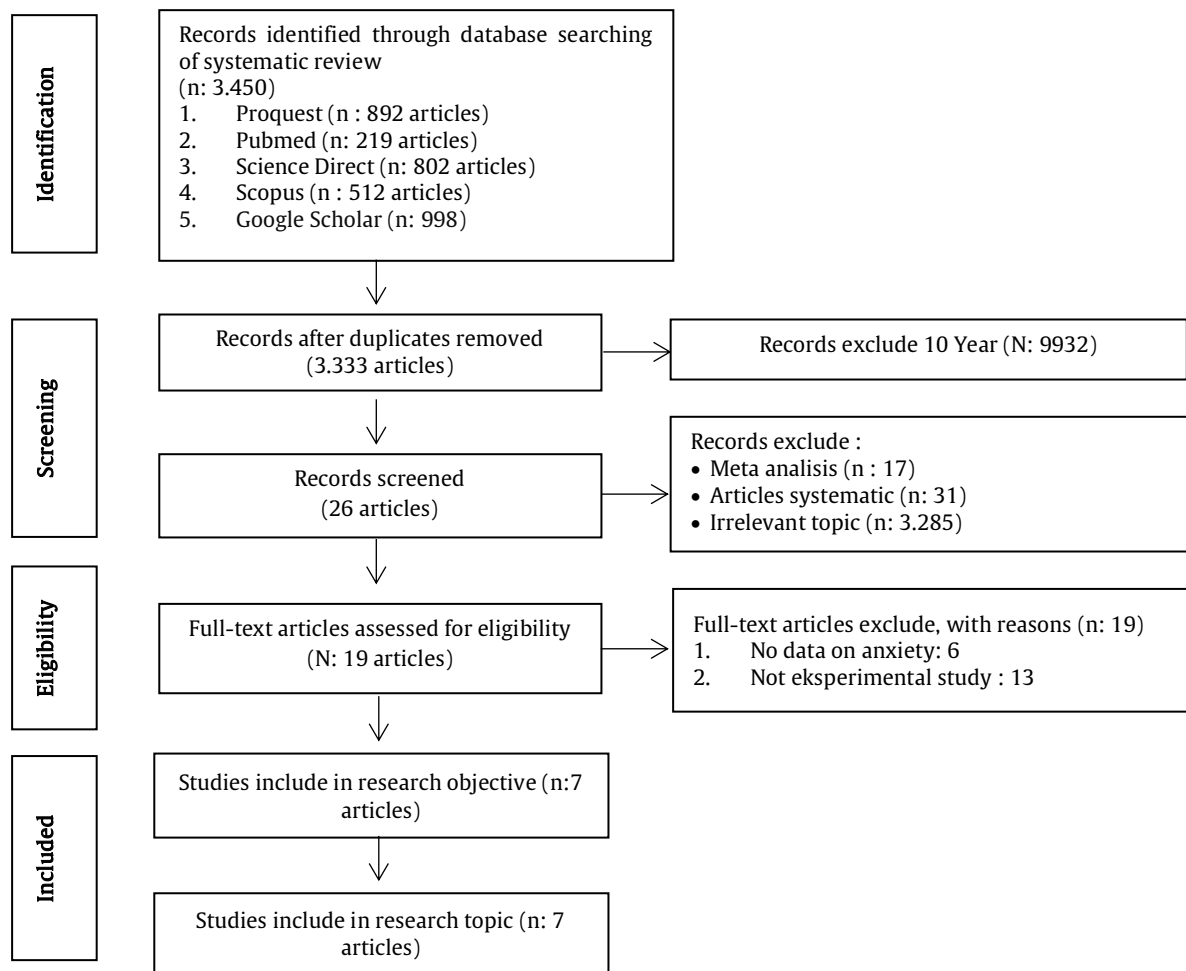 Identification
Records identified through database searching
of systematic review
(n: 3.450)
1. Proquest (n : 892 articles)
2. Pubmed (n: 219 articles)
3. Science Direct (n: 802 articles)
4. Scopus (n : 512 articles)
5. Google Scholar (n: 998)
Screening
Records after duplicates removed
(3.333 articles)
Records exclude 10 Year (N: 9932)
Records screened
(26 articles)
Records exclude :
• Meta analisis (n : 17)
• Articles systematic (n: 31)
• Irrelevant topic (n: 3.285)
Eligibility
Full-text articles assessed for eligibility
(N: 19 articles)
Full-text articles exclude, with reasons (n: 19)
1. No data on anxiety: 6
2. Not eksperimental study : 13
Included
Studies include in research objective (n:7
articles)
Studies include in research topic (n: 7
articles)